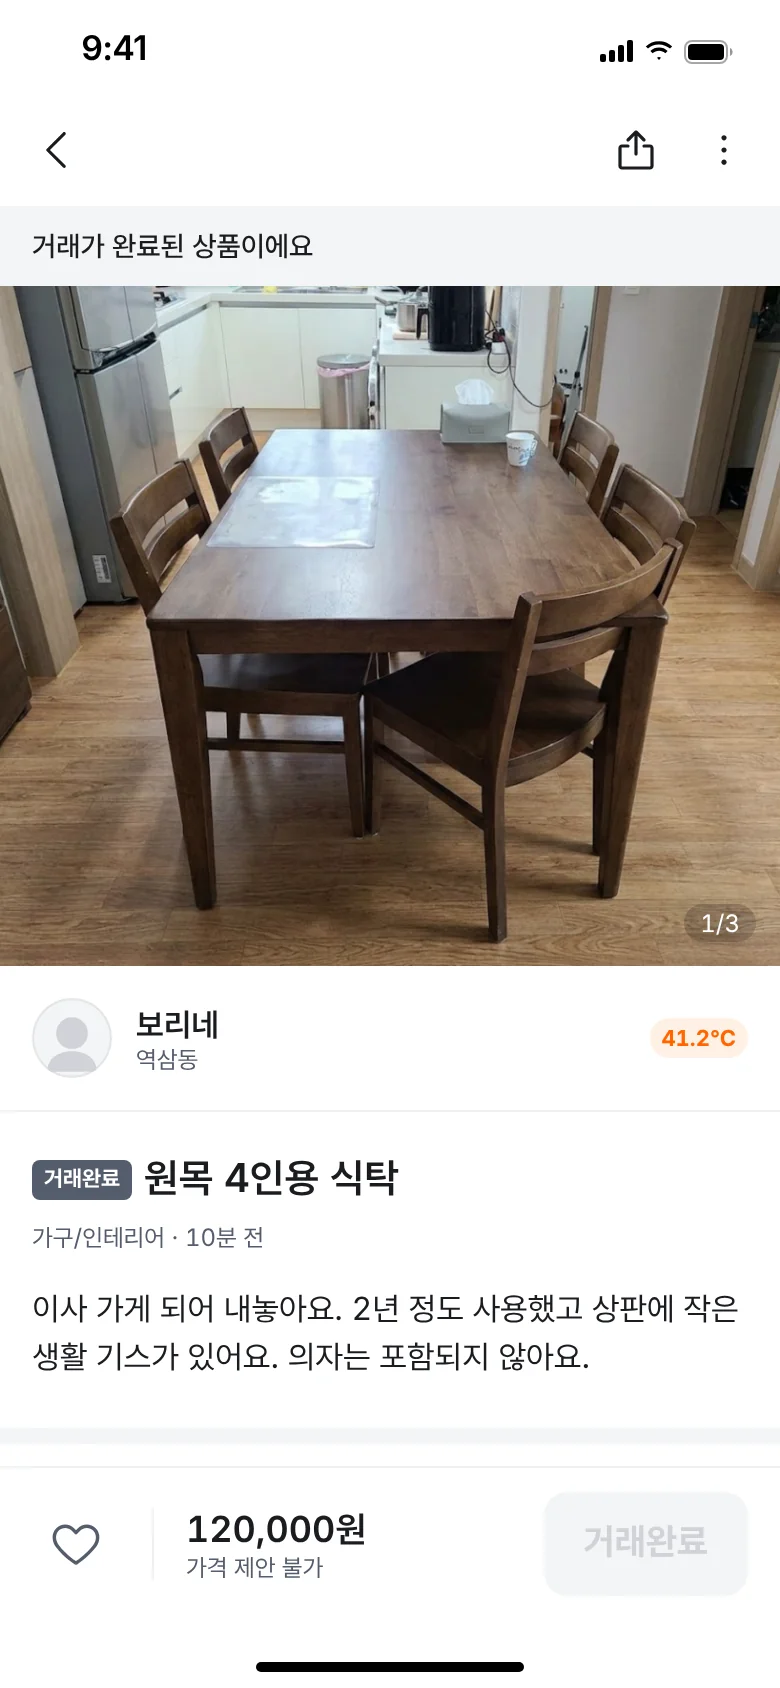 9:41
거래가 완료된 상품이에요
1/3
보리네
역삼동
41.2°C
거래완료 원목 4인용 식탁
가구/인테리어 · 10분 전
이사 가게 되어 내놓아요. 2년 정도 사용했고 상판에 작은
생활 기스가 있어요. 의자는 포함되지 않아요.
120,000원
가격 제안 불가
거래완료